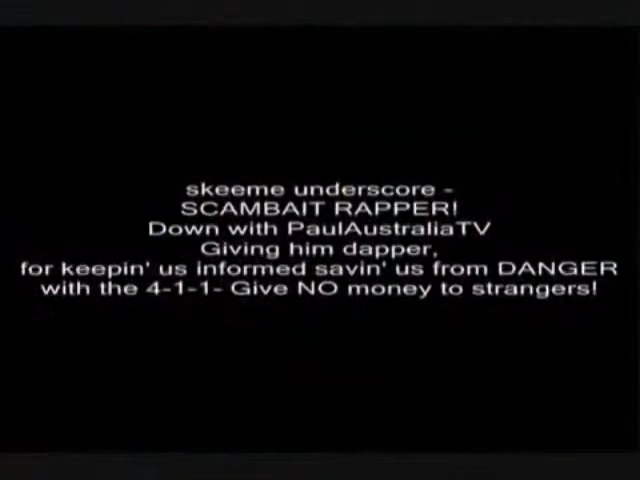 skeeme underscore -
SCAMBAIT RAPPER!
Down with PaulAustraliaTV
Giving him dapper,
for keepin' us informed savin' us from DANGER
with the 4-1-1- Give NO money to strangers!